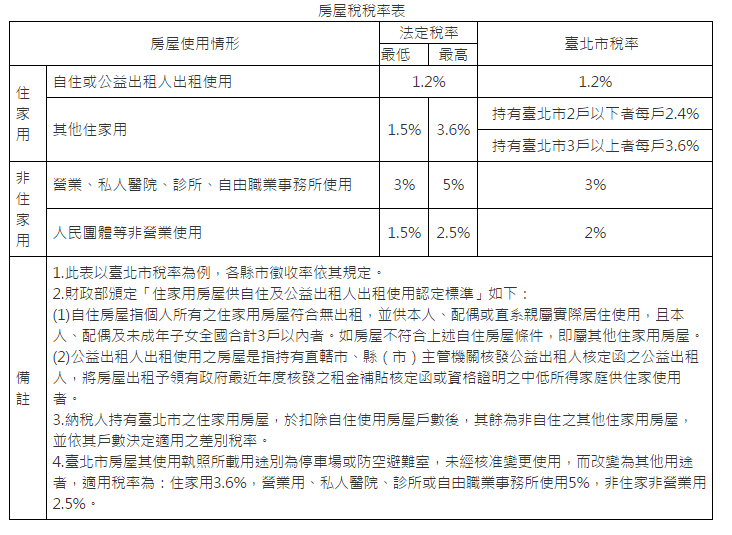 房屋稅稅率表
房屋使用情形
法定稅率
最低
最高
臺北市稅率
住家用
自住或公益出租人出租使用
1.2%
1.2%
其他住家用
1.5%
3.6%
持有臺北市2戶以下者每戶2.4%
持有臺北市3戶以上者每戶3.6%
非住家用
營業、私人醫院、診所、自由職業事務所使用
3%
5%
3%
人民團體等非營業使用
1.5%
2.5%
2%
備註
1.此表以臺北市稅率為例，各縣市徵收率依其規定。
2.財政部頒定「住家用房屋供自住及公益出租人出租使用認定標準」如下：
(1)自住房屋指個人所有之住家用房屋符合無出租，並供本人、配偶或直系親屬實際居住使用，且本
人、配偶及未成年子女全國合計3戶以內者。如房屋不符合上述自住房屋條件，即屬其他住家用房屋。
(2)公益出租人出租使用之房屋是指持有直轄市、縣（市）主管機關核發公益出租人核定函之公益出租
人，將房屋出租予領有政府最近年度核發之租金補貼核定函或資格證明之中低所得家庭供住家使用
者。
3.納稅人持有臺北市之住家用房屋，於扣除自住使用房屋戶數後，其餘為非自住之其他住家用房屋，
並依其戶數決定適用之差別稅率。
4.臺北市房屋其使用執照所載用途別為停車場或防空避難室，未經核准變更使用，而改變為其他用途
者，適用稅率為：住家用3.6%，營業用、私人醫院、診所或自由職業事務所使用5%，非住家非營業用
2.5%。